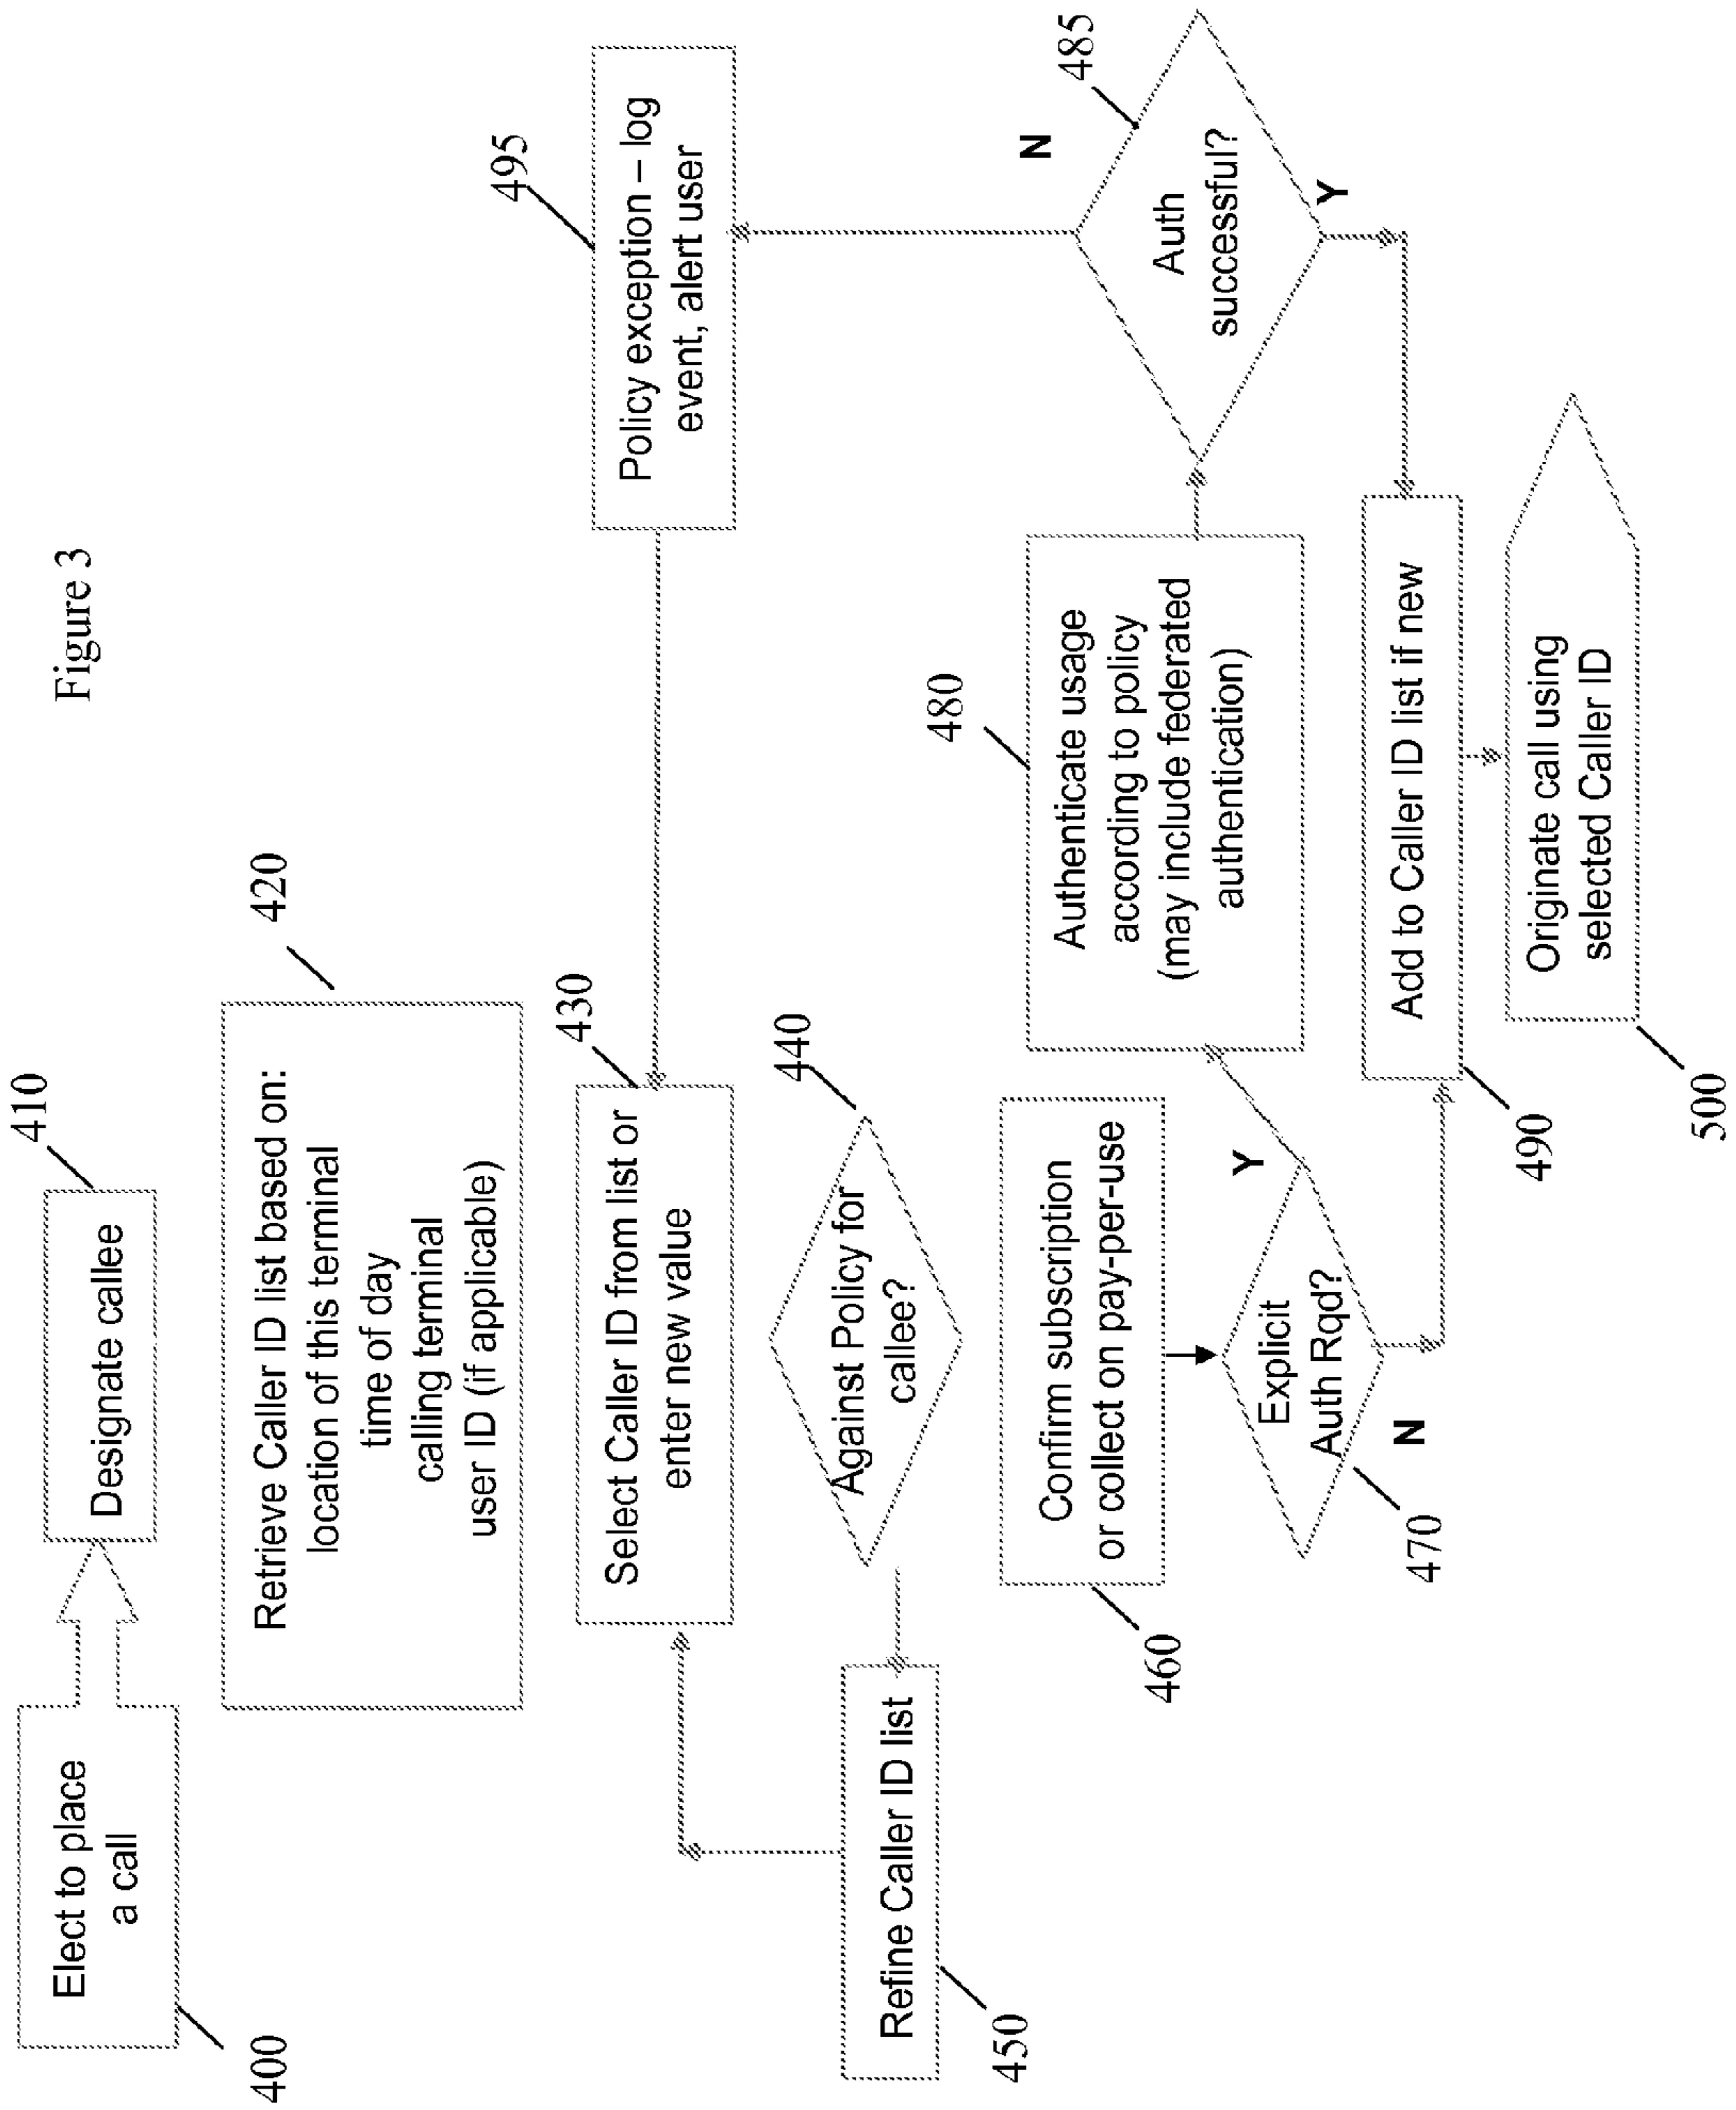 Figure 3
Elect to place
a call
400
Designate callee
410
Retrieve Caller ID list based on:
location of this terminal
time of day
calling terminal
user ID (if applicable)
420
Select Caller ID from list or
enter new value
430
Policy exception – log
event, alert user
495
Against Policy for
callee?
440
Refine Caller ID list
450
Confirm subscription
or collect on pay-per-use
460
Explicit
Auth Rqd?
470
Y
N
Authenticate usage
according to policy
(may include federated
authentication)
480
Auth
successful?
485
N
Y
Add to Caller ID list if new
490
Originate call using
selected Caller ID
500